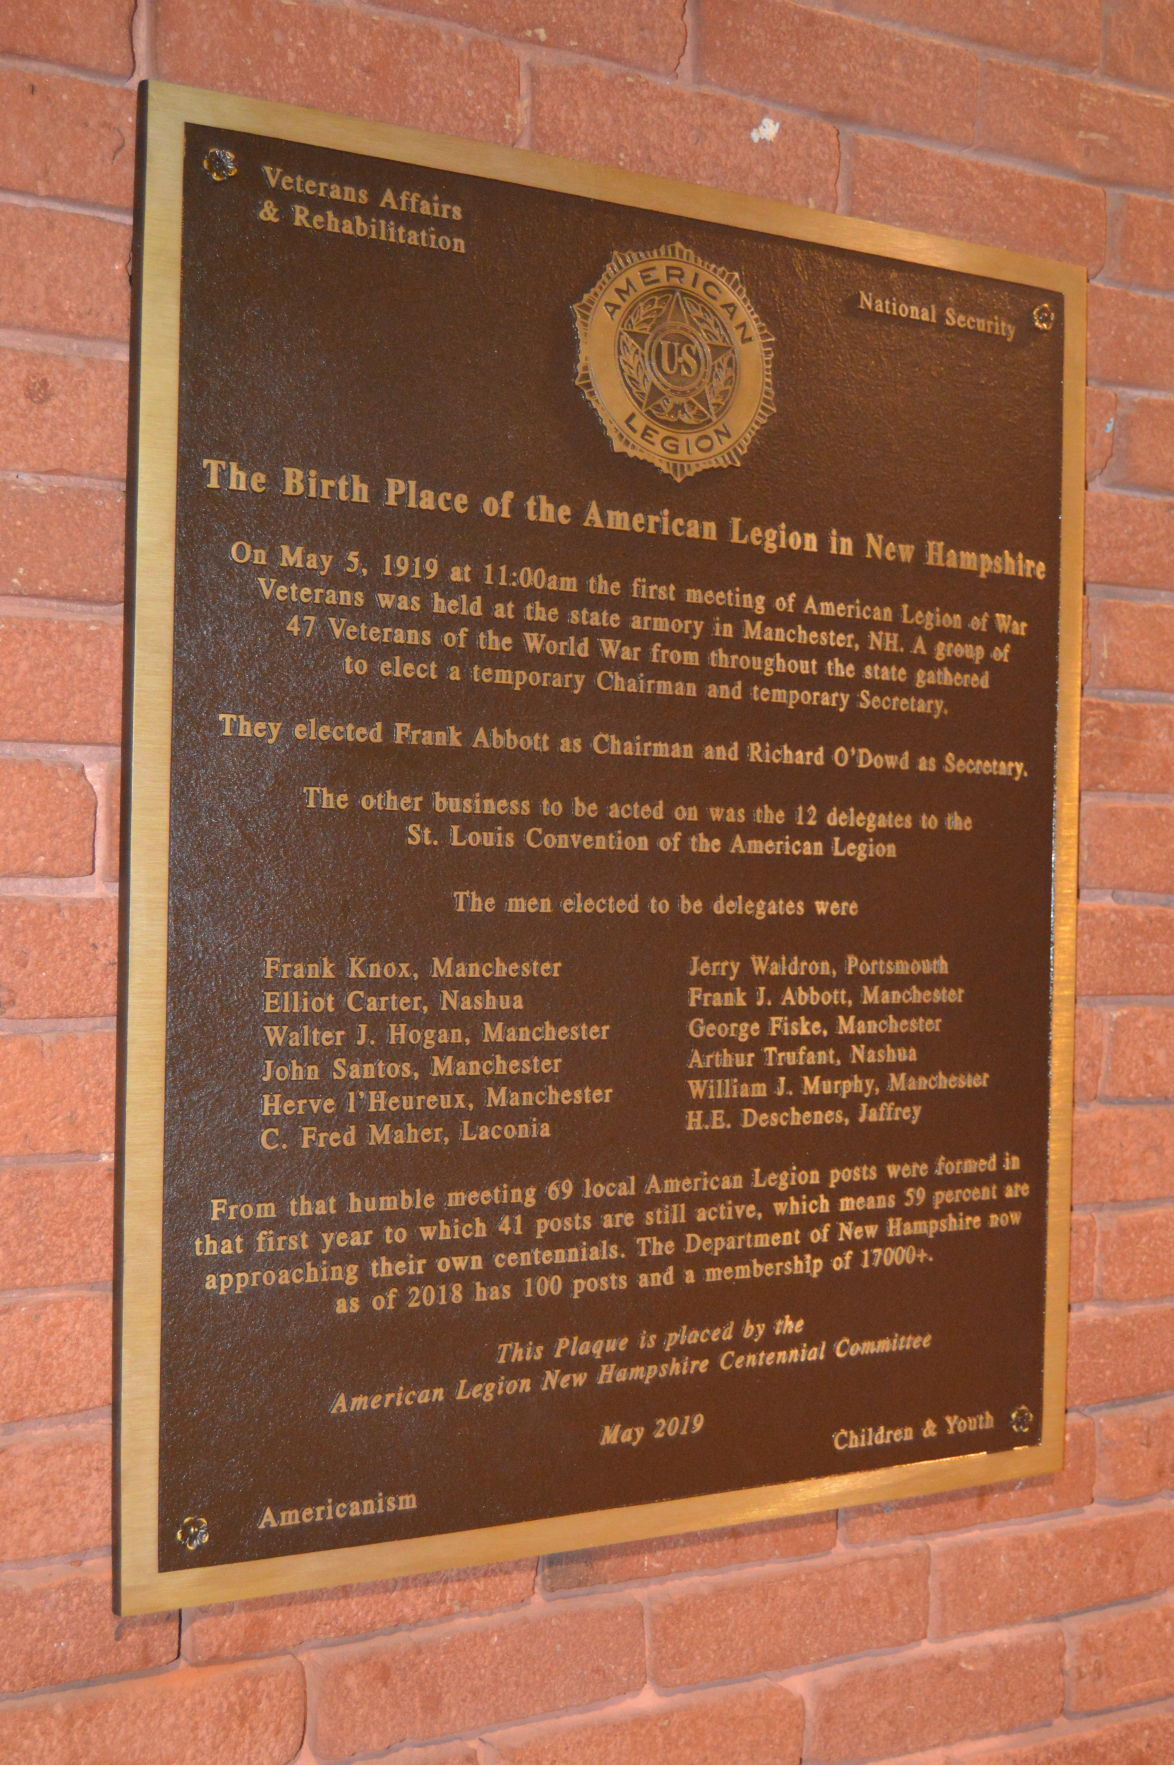 Veterans Affairs
& Rehabilitation
AMERICAN
US
LEGION
National Security
The Birth Place of the American Legion in New Hampshire
On May 5, 1919 at 11:00am the first meeting of American Legion of War
Veterans was held at the state armory in Manchester, NH. A group of
47 Veterans of the World War from throughout the state gathered
to elect a temporary Chairman and temporary Secretary.
They elected Frank Abbott as Chairman and Richard O'Dowd as Secretary.
The other business to be acted on was the 12 delegates to the
St. Louis Convention of the American Legion
The men elected to be delegates were
Frank Knox, Manchester
Elliot Carter, Nashua
Walter J. Hogan, Manchester
John Santos, Manchester
Herve l'Heureux, Manchester
C. Fred Maher, Laconia
Jerry Waldron, Portsmouth
Frank J. Abbott, Manchester
George Fiske, Manchester
Arthur Trufant, Nashua
William J. Murphy, Manchester
H.E. Deschenes, Jaffrey
From that humble meeting 69 local American Legion posts were formed in
that first year to which 41 posts are still active, which means 59 percent are
approaching their own centennials. The Department of New Hampshire now
as of 2018 has 100 posts and a membership of 17000+.
This Plaque is placed by the
American Legion New Hampshire Centennial Committee
May 2019
Children & Youth
Americanism